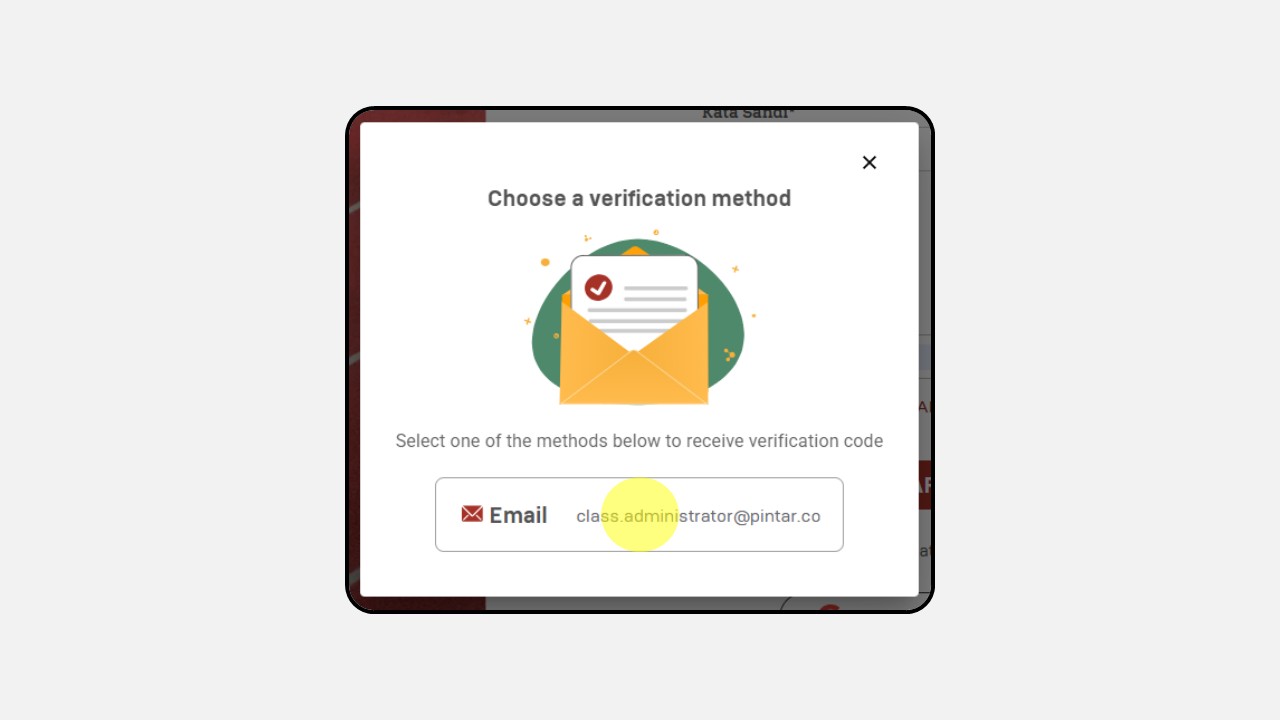 Kata Sandi*
Choose a verification method
Select one of the methods below to receive verification code
Email class.administrator@pintar.co